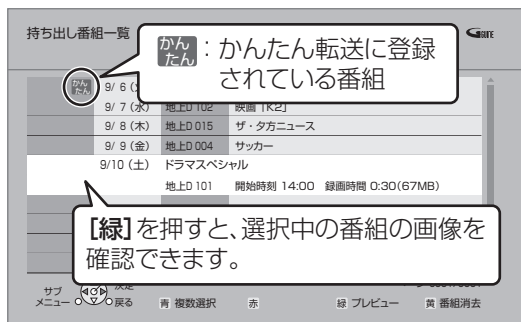 持ち出し番組一覧
かんたん：かんたん転送に登録
されている番組
GGUIDE
かんたん 9/ 6
9/ 7（水） 地上D 102 映画「K2」
9/ 8（木） 地上D 015 ザ・夕方ニュース
9/ 9（金） 地上D 004 サッカー
9/10（土） ドラマスペシャル
地上D 101 開始時刻 14:00 録画時間 0:30（67MB）
[緑]を押すと、選択中の番組の画像を
確認できます。
サブ
メニュー 決定
戻る 青 複数選択 赤 緑 プレビュー 黄 番組消去